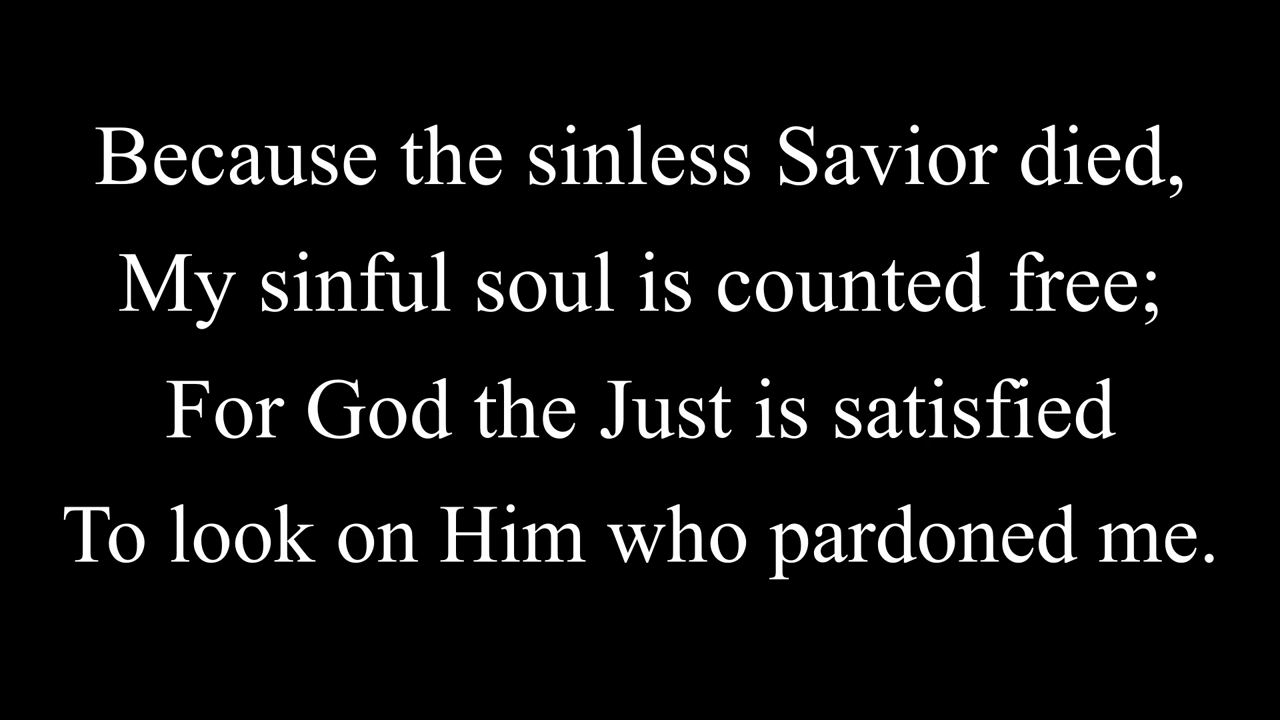 Because the sinless Savior died,
My sinful soul is counted free;
For God the Just is satisfied
To look on Him who pardoned me.